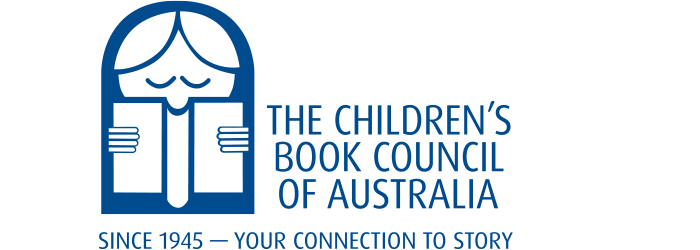 THE CHILDREN'S
BOOK COUNCIL
OF AUSTRALIA
SINCE 1945 — YOUR CONNECTION TO STORY